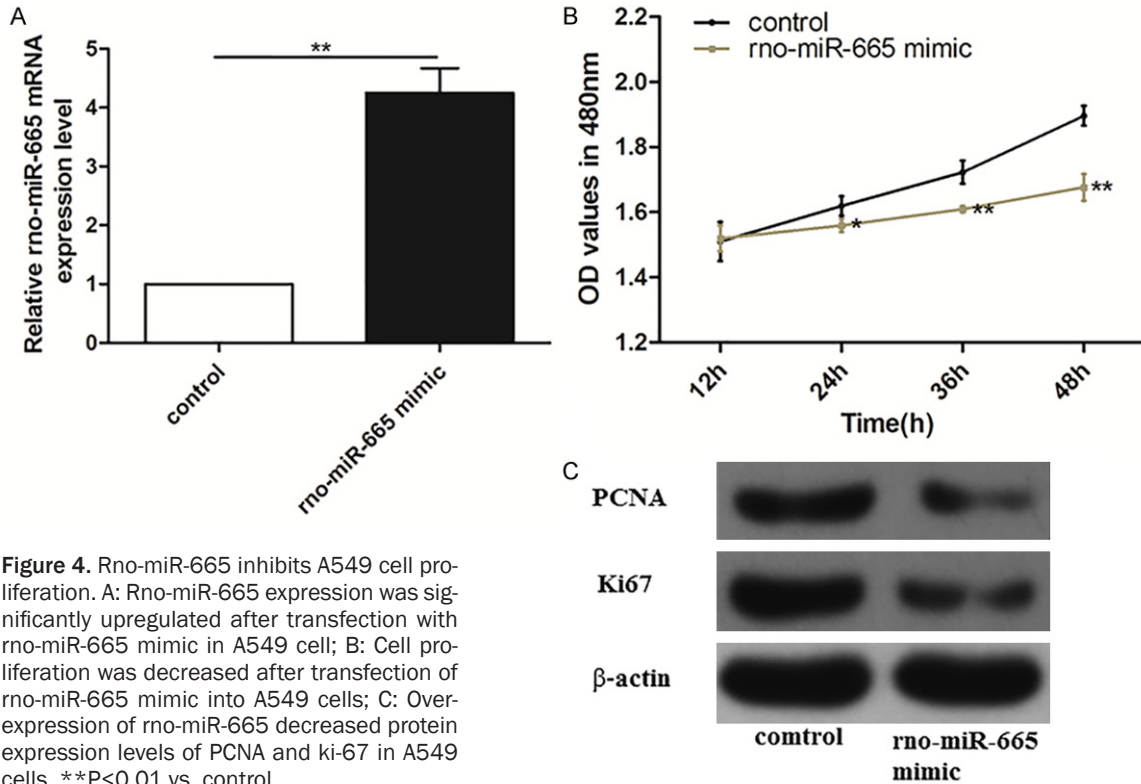 A
Relative rno-miR-665 mRNA
expression level
5
4
3
2
1
0
**
control
rno-miR-665 mimic
B
OD values in 480nm
2.2
2.0
1.8
1.6
1.4
1.2
control
rno-miR-665 mimic
*
**
**
12h
24h
36h
48h
Time(h)
C
PCNA
Ki67
β-actin
comtrol
rno-miR-665
mimic
Figure 4. Rno-miR-665 inhibits A549 cell pro-
liferation. A: Rno-miR-665 expression was sig-
nificantly upregulated after transfection with
rno-miR-665 mimic in A549 cell; B: Cell pro-
liferation was decreased after transfection of
rno-miR-665 mimic into A549 cells; C: Over-
expression of rno-miR-665 decreased protein
expression levels of PCNA and ki-67 in A549
cells. **P<0.01 vs. control.